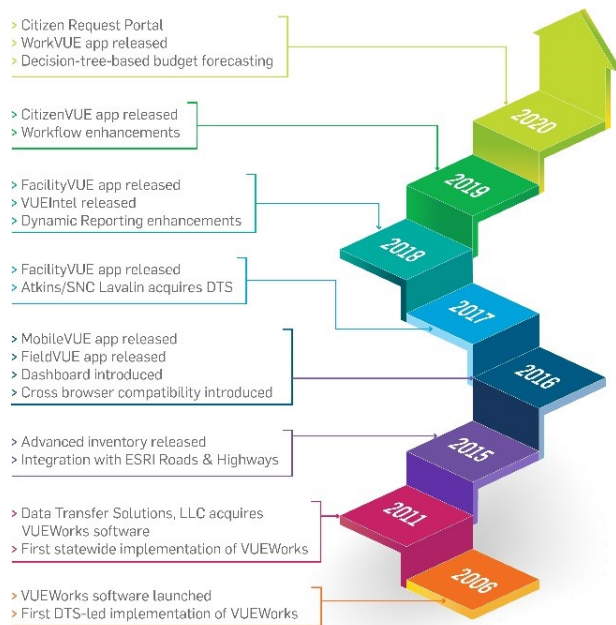 > Citizen Request Portal
> WorkVUE app released
> Decision-tree-based budget forecasting
2020
> CitizenVUE app released
> Workflow enhancements
2019
> FacilityVUE app released
> VUEIntel released
> Dynamic Reporting enhancements
2018
> FacilityVUE app released
> Atkins/SNC Lavalin acquires DTS
2017
> MobileVUE app released
> FieldVUE app released
> Dashboard introduced
> Cross browser compatibility introduced
2016
> Advanced inventory released
> Integration with ESRI Roads & Highways
2015
> Data Transfer Solutions, LLC acquires
VUEWorks software
> First statewide implementation of VUEWorks
2011
> VUEWorks software launched
> First DTS-led implementation of VUEWorks
2006